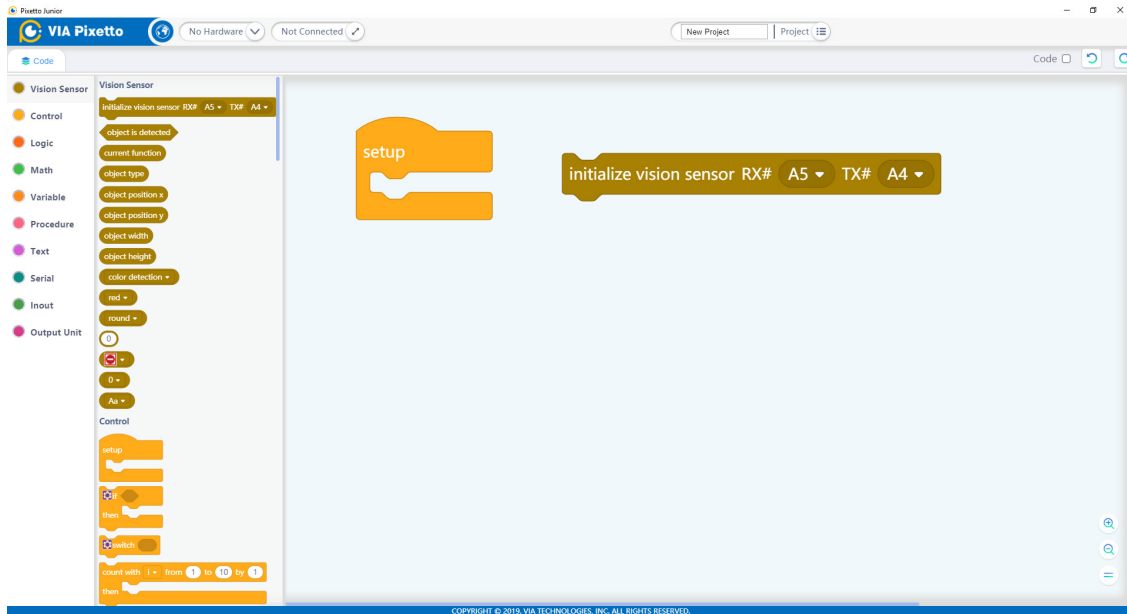 Pixetto Junior
VIA Pixetto
No Hardware
Not Connected
New Project
Project
Code
Code
Vision Sensor
Control
Logic
Math
Variable
Procedure
Text
Serial
Inout
Output Unit
Vision Sensor
initialize vision sensor RX# A5 TX# A4
object is detected
current function
object type
object position x
object position y
object width
object height
color detection
red
round
0
0
Aa
Control
setup
if
then
switch
count with i from 1 to 10 by 1
then
setup
initialize vision sensor RX# A5 TX# A4
COPYRIGHT © 2019, VIA TECHNOLOGIES, INC. ALL RIGHTS RESERVED.